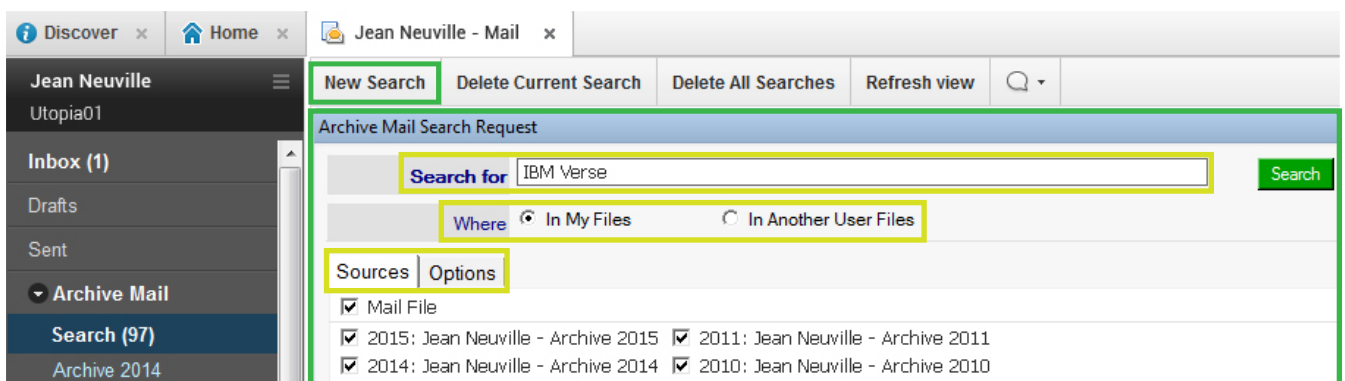 Discover × Home × Jean Neuville - Mail ×
Jean Neuville
Utopia01
Inbox (1)
Drafts
Sent
Archive Mail
Search (97)
Archive 2014
New Search Delete Current Search Delete All Searches Refresh view
Archive Mail Search Request
Search for IBM Verse Search
Where In My Files In Another User Files
Sources Options
Mail File
2015: Jean Neuville - Archive 2015 2011: Jean Neuville - Archive 2011
2014: Jean Neuville - Archive 2014 2010: Jean Neuville - Archive 2010